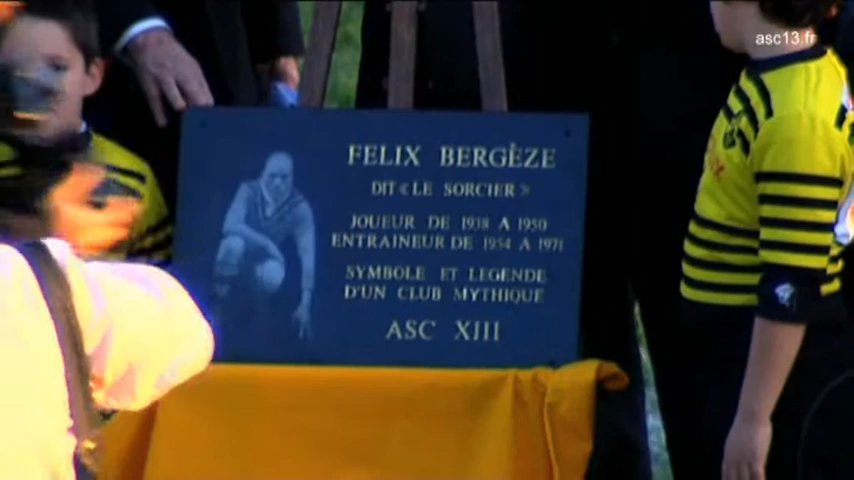 asc13.fr
FELIX BERGÈZE
DIT «LE SORCIER»
JOUEUR DE 1938 A 1950
ENTRAINEUR DE 1954 A 1971
SYMBOLE ET LEGENDE
D'UN CLUB MYTHIQUE
ASC XIII